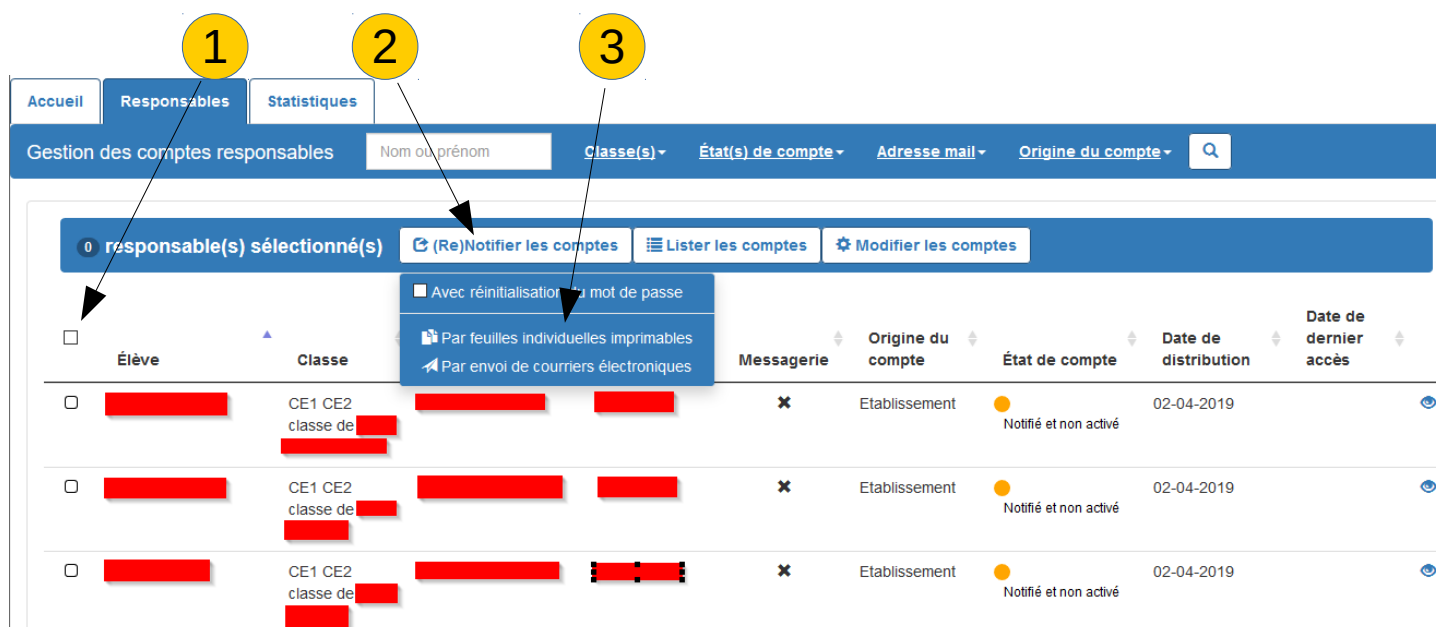 1 2 3
Accueil Responsables Statistiques
Gestion des comptes responsables Nom ou prénom Classe(s) État(s) de compte Adresse mail Origine du compte
0 responsable(s) sélectionné(s) (Re)Notifier les comptes Lister les comptes Modifier les comptes
Avec réinitialisation du mot de passe
Par feuilles individuelles imprimables
Par envoi de courriers électroniques
Élève Classe Messagerie Origine du compte État de compte Date de distribution Date de dernier accès
CE1 CE2 Etablissement 02-04-2019
classe de Notifié et non activé
CE1 CE2 Etablissement 02-04-2019
classe de Notifié et non activé
CE1 CE2 Etablissement 02-04-2019
classe de Notifié et non activé